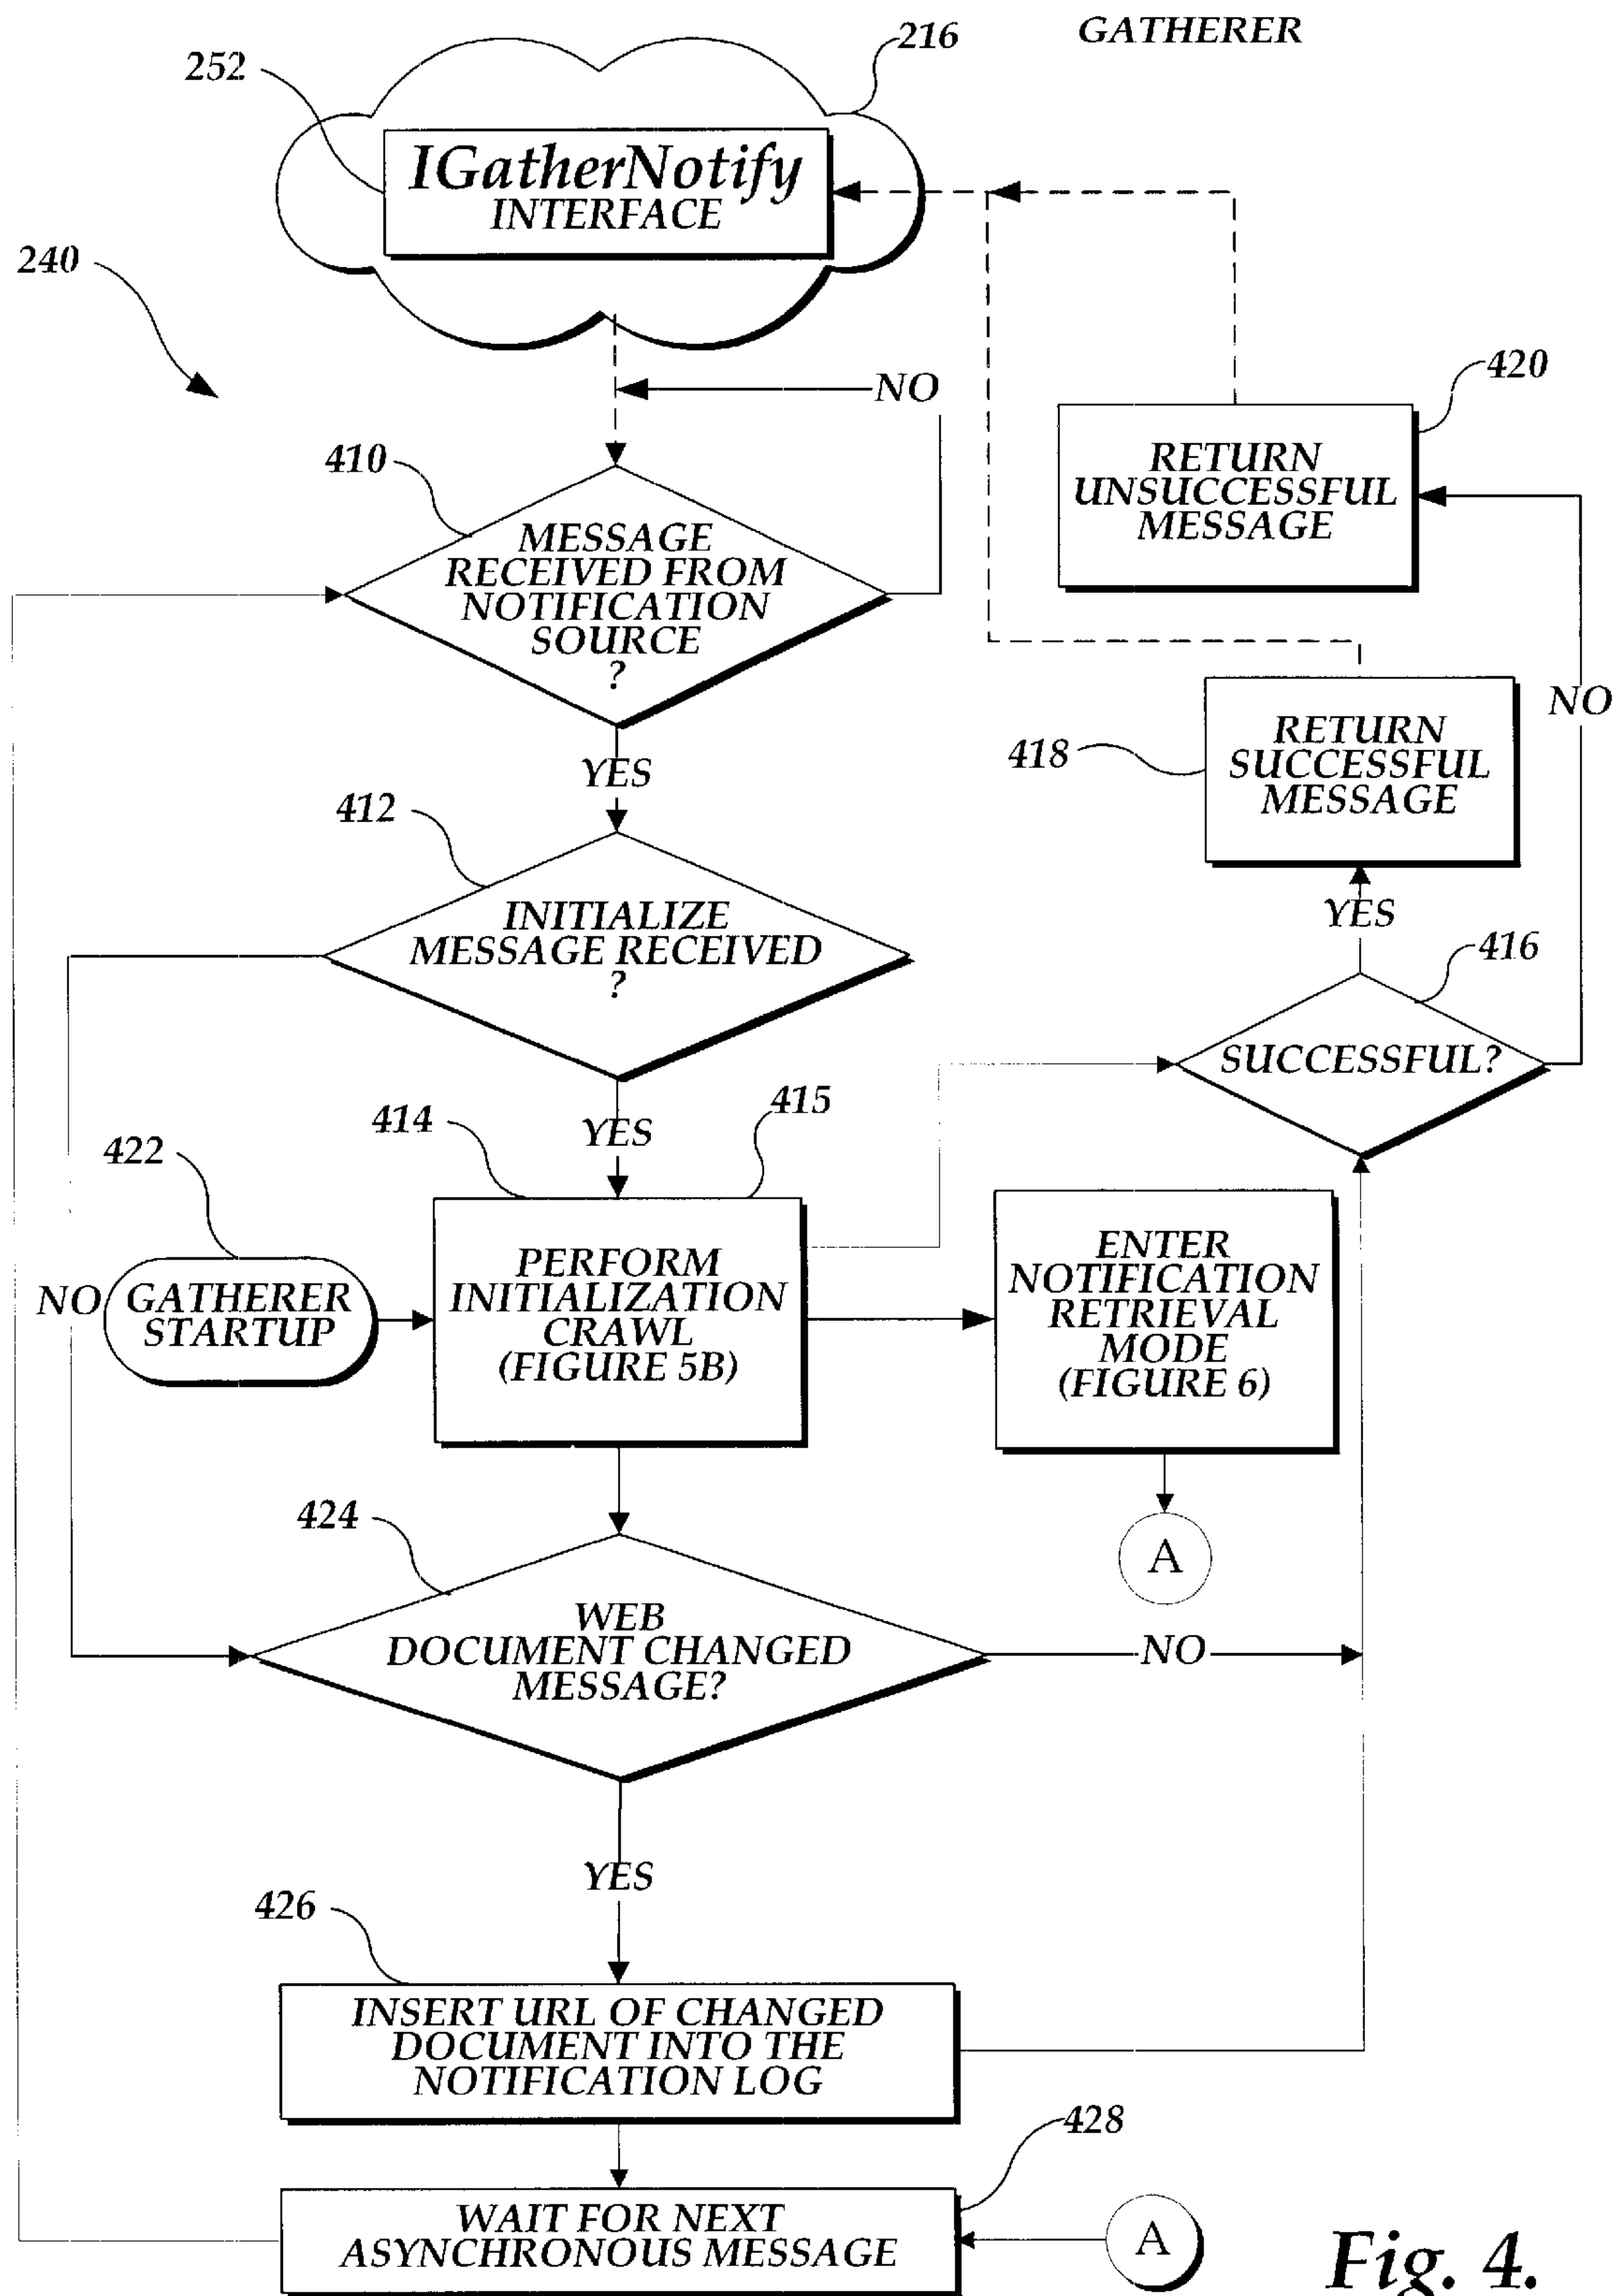 GATHERER
216
252
IGatherNotify
INTERFACE
240
NO
420
RETURN
UNSUCCESSFUL
MESSAGE
410
MESSAGE
RECEIVED FROM
NOTIFICATION
SOURCE
?
NO
RETURN
SUCCESSFUL
MESSAGE
418
YES
412
YES
INITIALIZE
MESSAGE RECEIVED
?
416
SUCCESSFUL?
415
414
YES
422
NO
GATHERER
STARTUP
PERFORM
INITIALIZATION
CRAWL
(FIGURE 5B)
ENTER
NOTIFICATION
RETRIEVAL
MODE
(FIGURE 6)
A
424
WEB
DOCUMENT CHANGED
MESSAGE?
NO
YES
426
INSERT URL OF CHANGED
DOCUMENT INTO THE
NOTIFICATION LOG
428
WAIT FOR NEXT
ASYNCHRONOUS MESSAGE
A
Fig. 4.